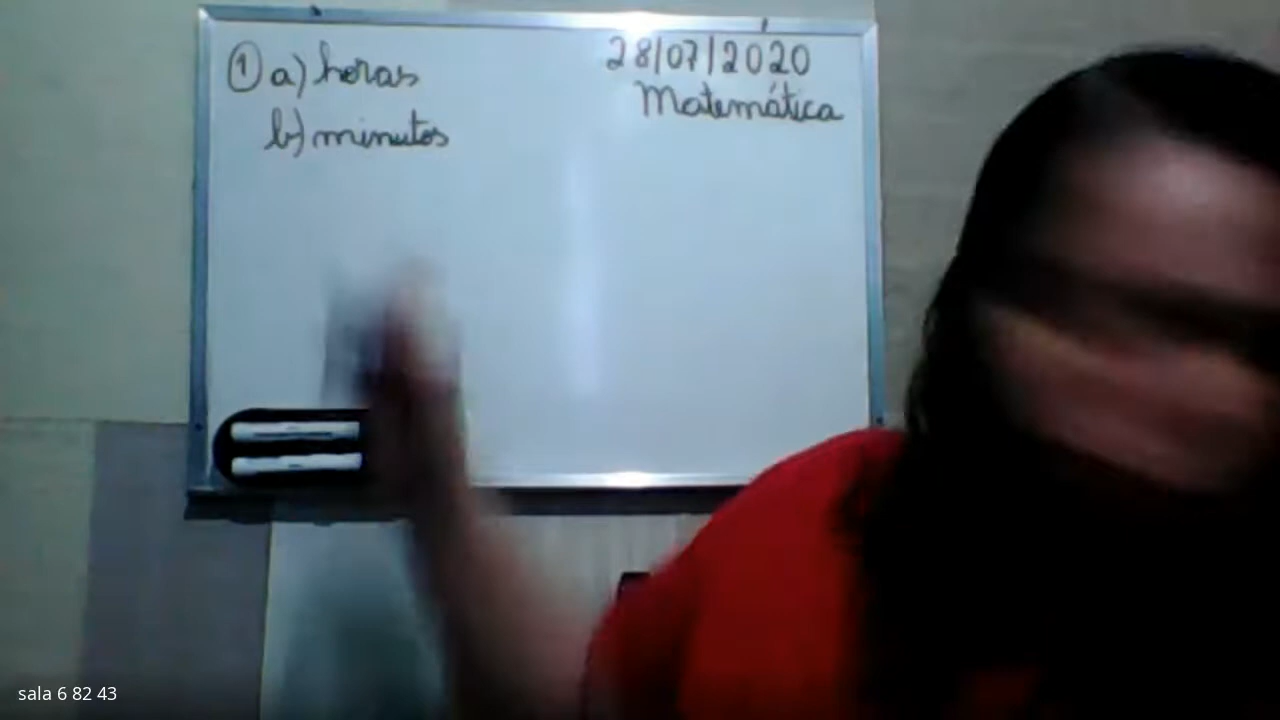 ① a) horas
b) minutos
28/07/2020
Matemática
sala 6 82 43